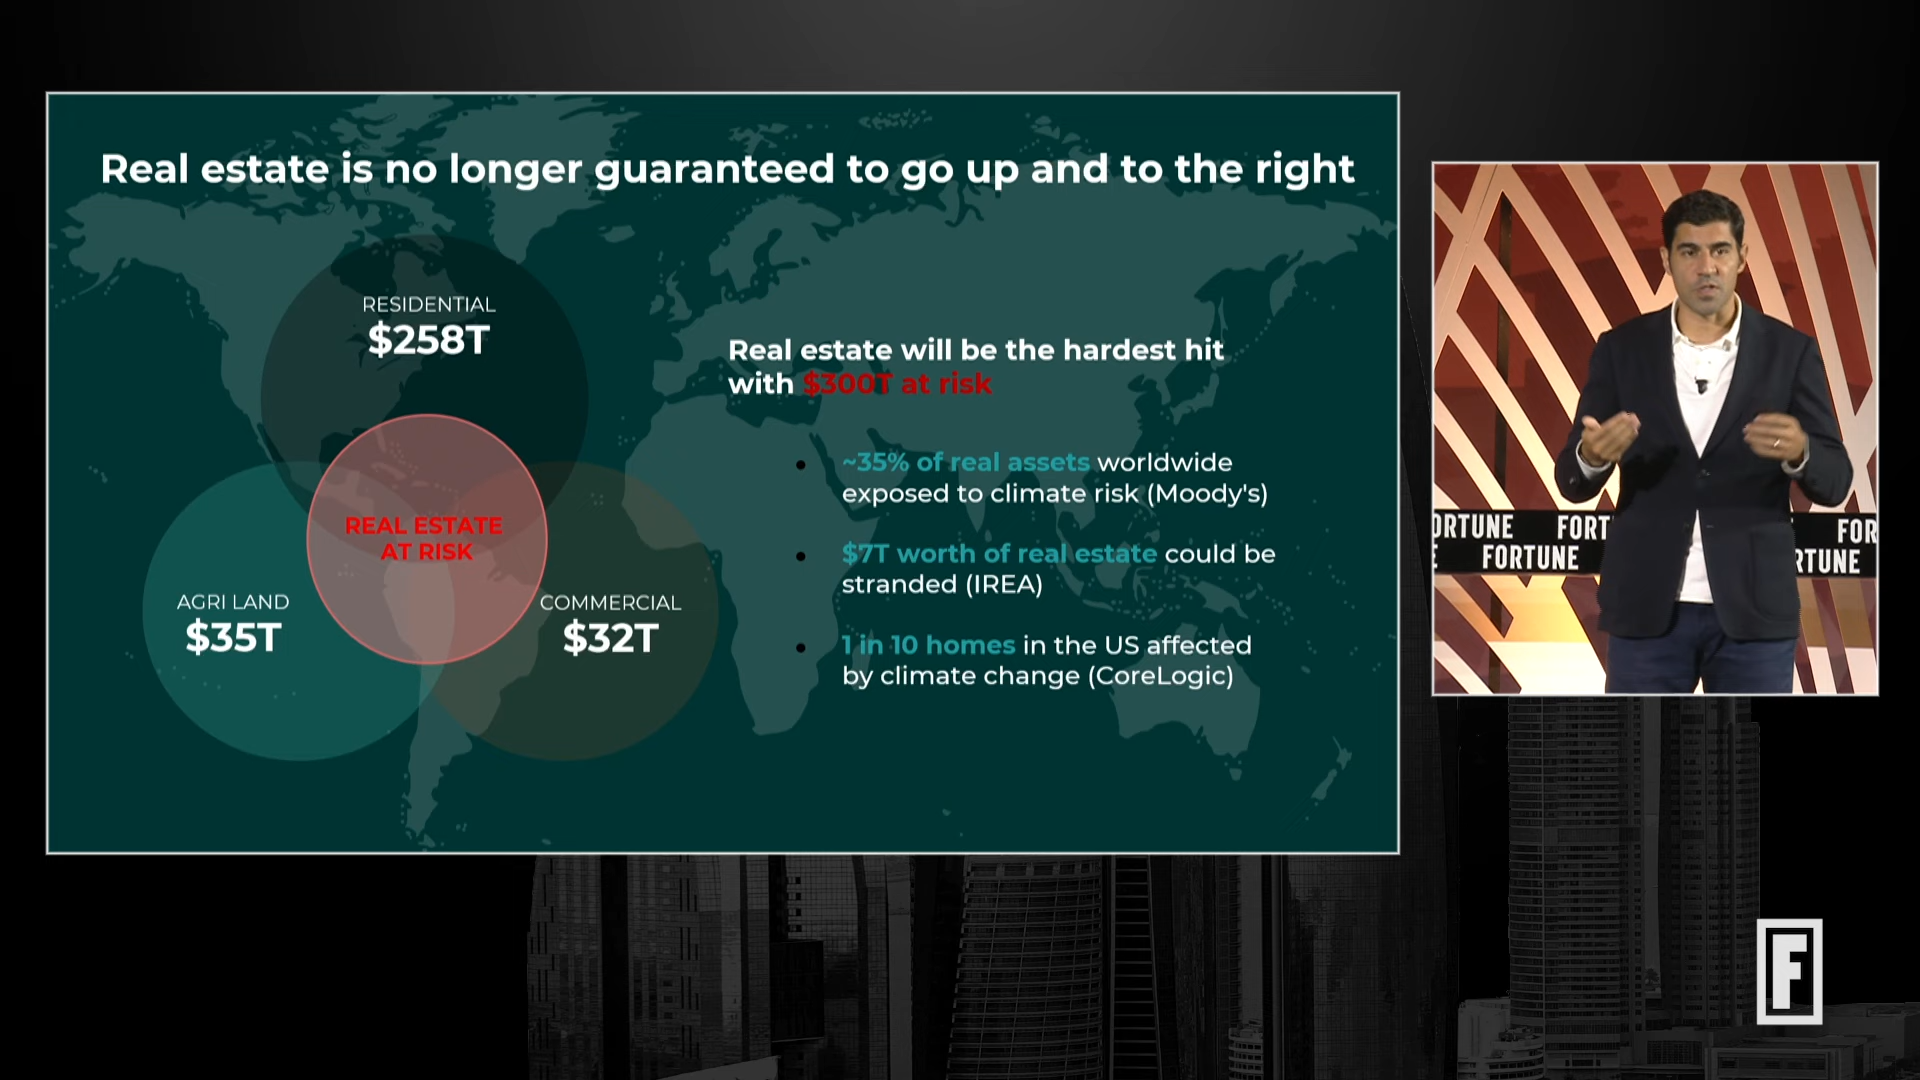 Real estate is no longer guaranteed to go up and to the right
RESIDENTIAL
$258T
REAL ESTATE
AT RISK
AGRI LAND
$35T
COMMERCIAL
$32T
Real estate will be the hardest hit
with $300T at risk
~35% of real assets worldwide
exposed to climate risk (Moody's)
$7T worth of real estate could be
stranded (IREA)
1 in 10 homes in the US affected
by climate change (CoreLogic)
ORTUNE FORT FOR
E FORTUNE RTUNE
F